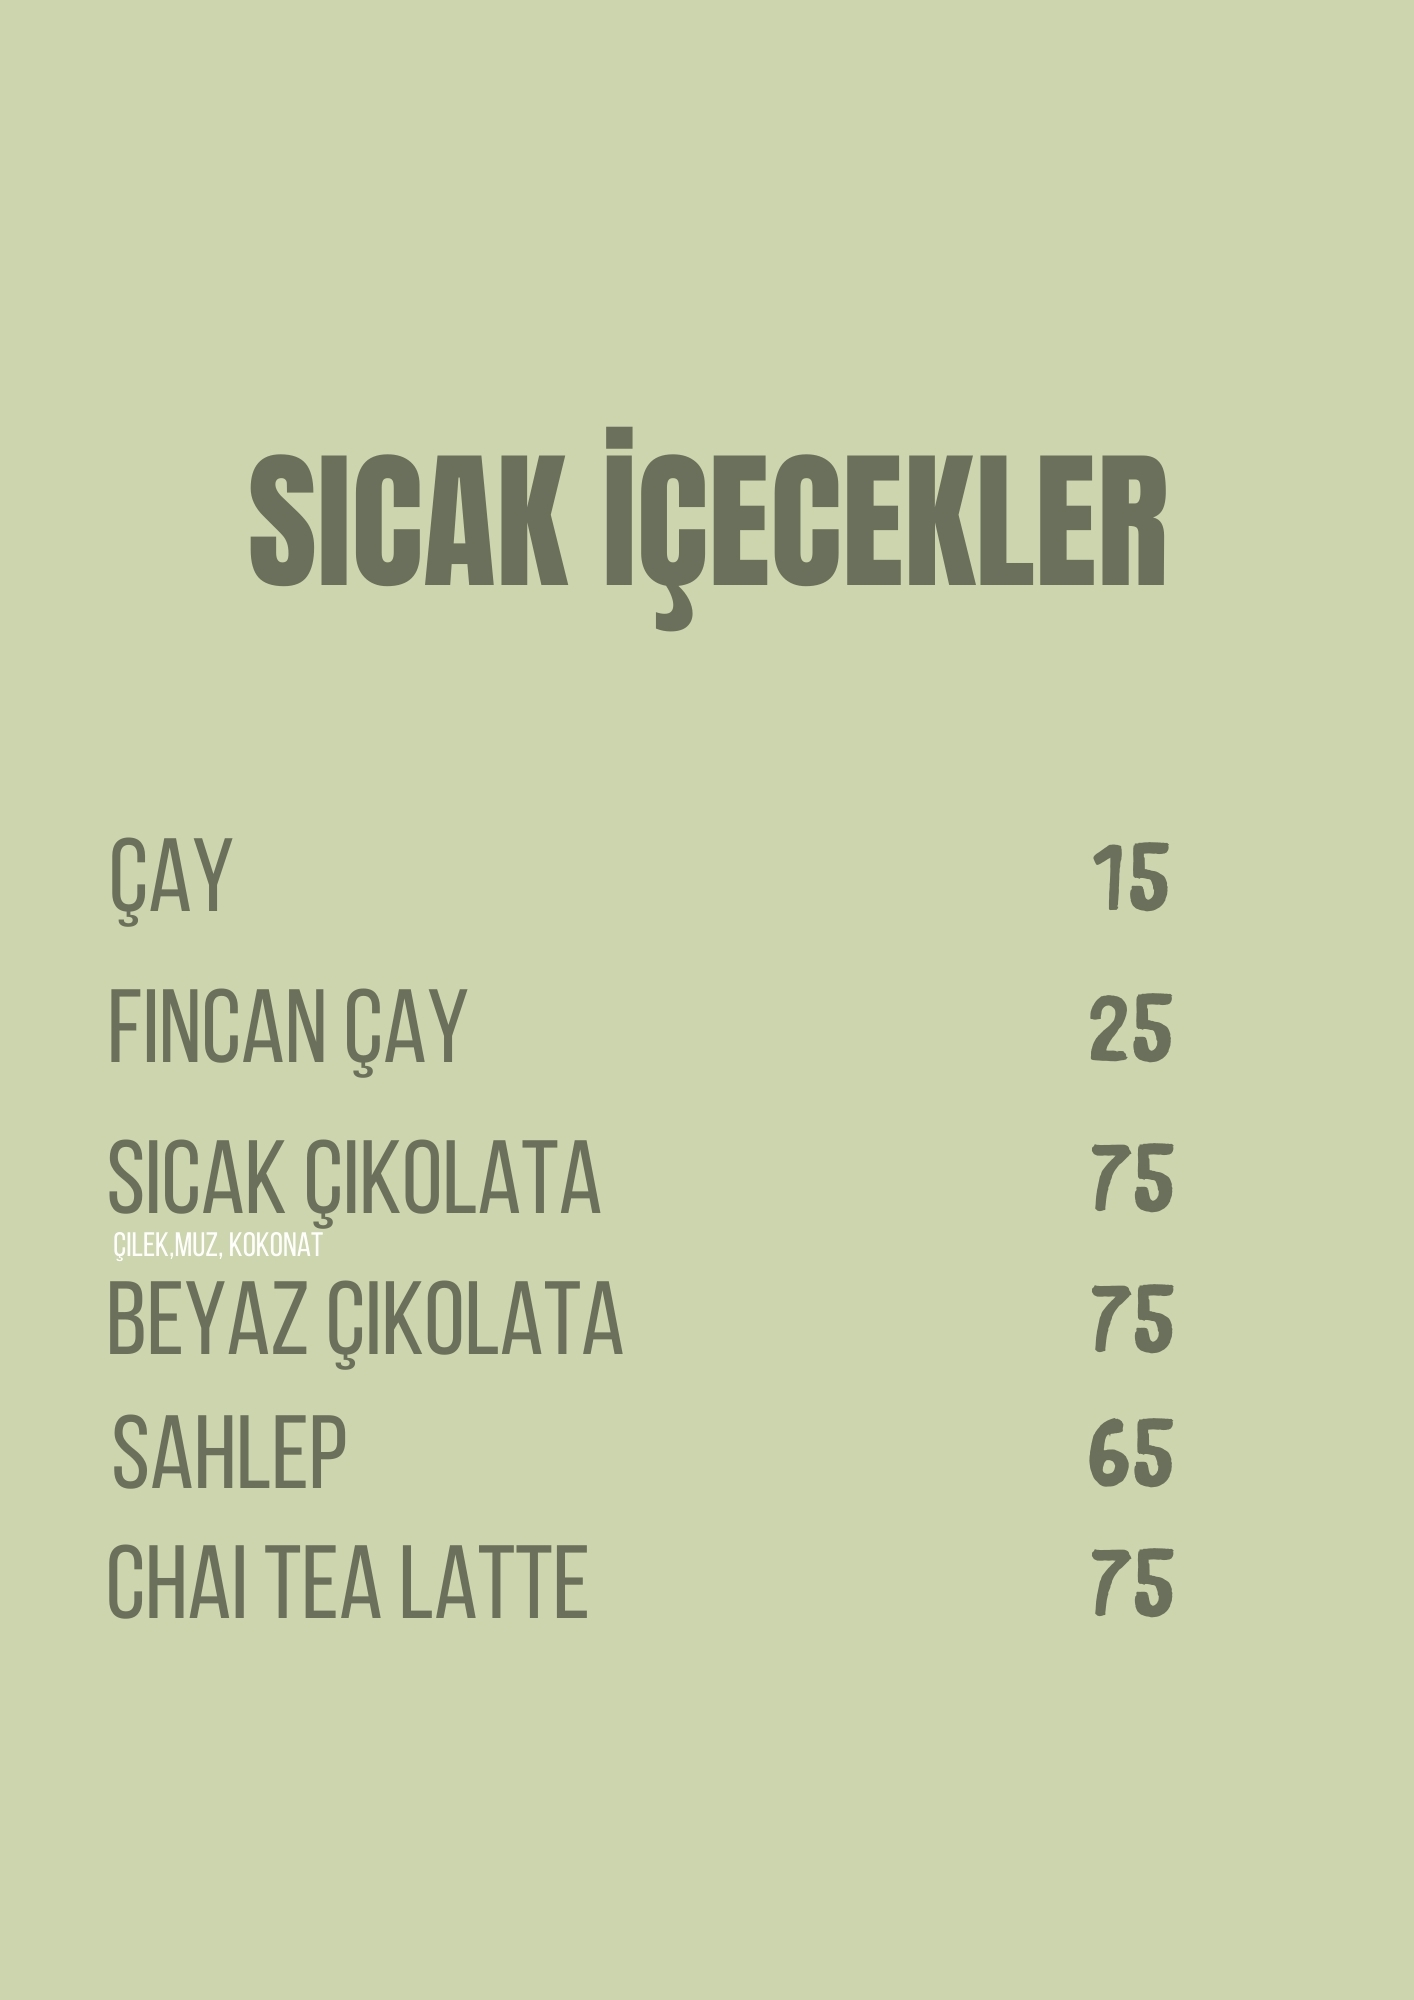 SICAK İÇECEKLER
ÇAY 15
FINCAN ÇAY 25
SICAK ÇIKOLATA 75
ÇILEK,MUZ, KOKONAT
BEYAZ ÇIKOLATA 75
SAHLEP 65
CHAI TEA LATTE 75